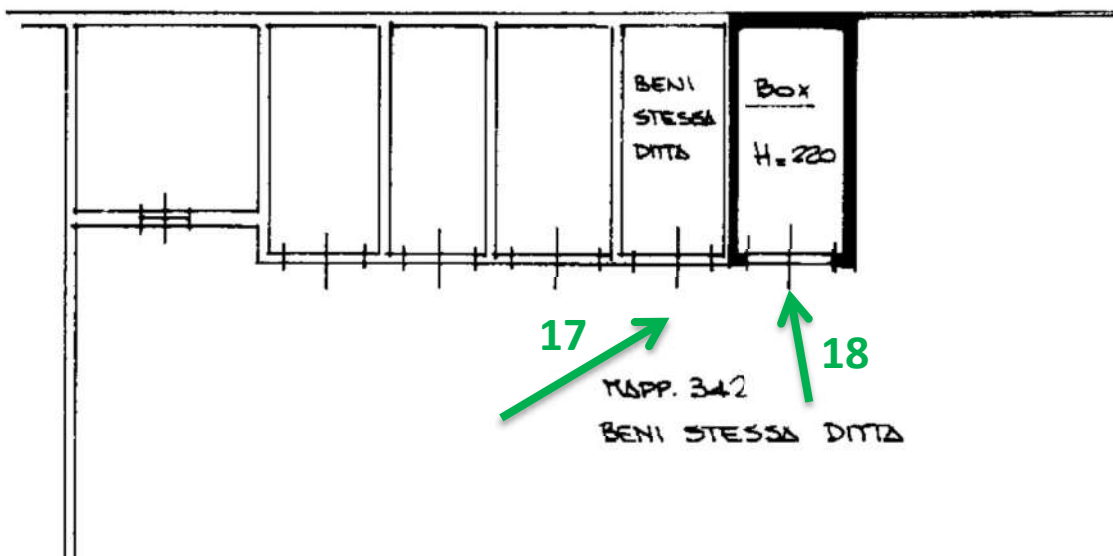 BENI
STESSA
DITTA
Box
H=220
17
18
MAPP. 342
BENI STESSA DITTA